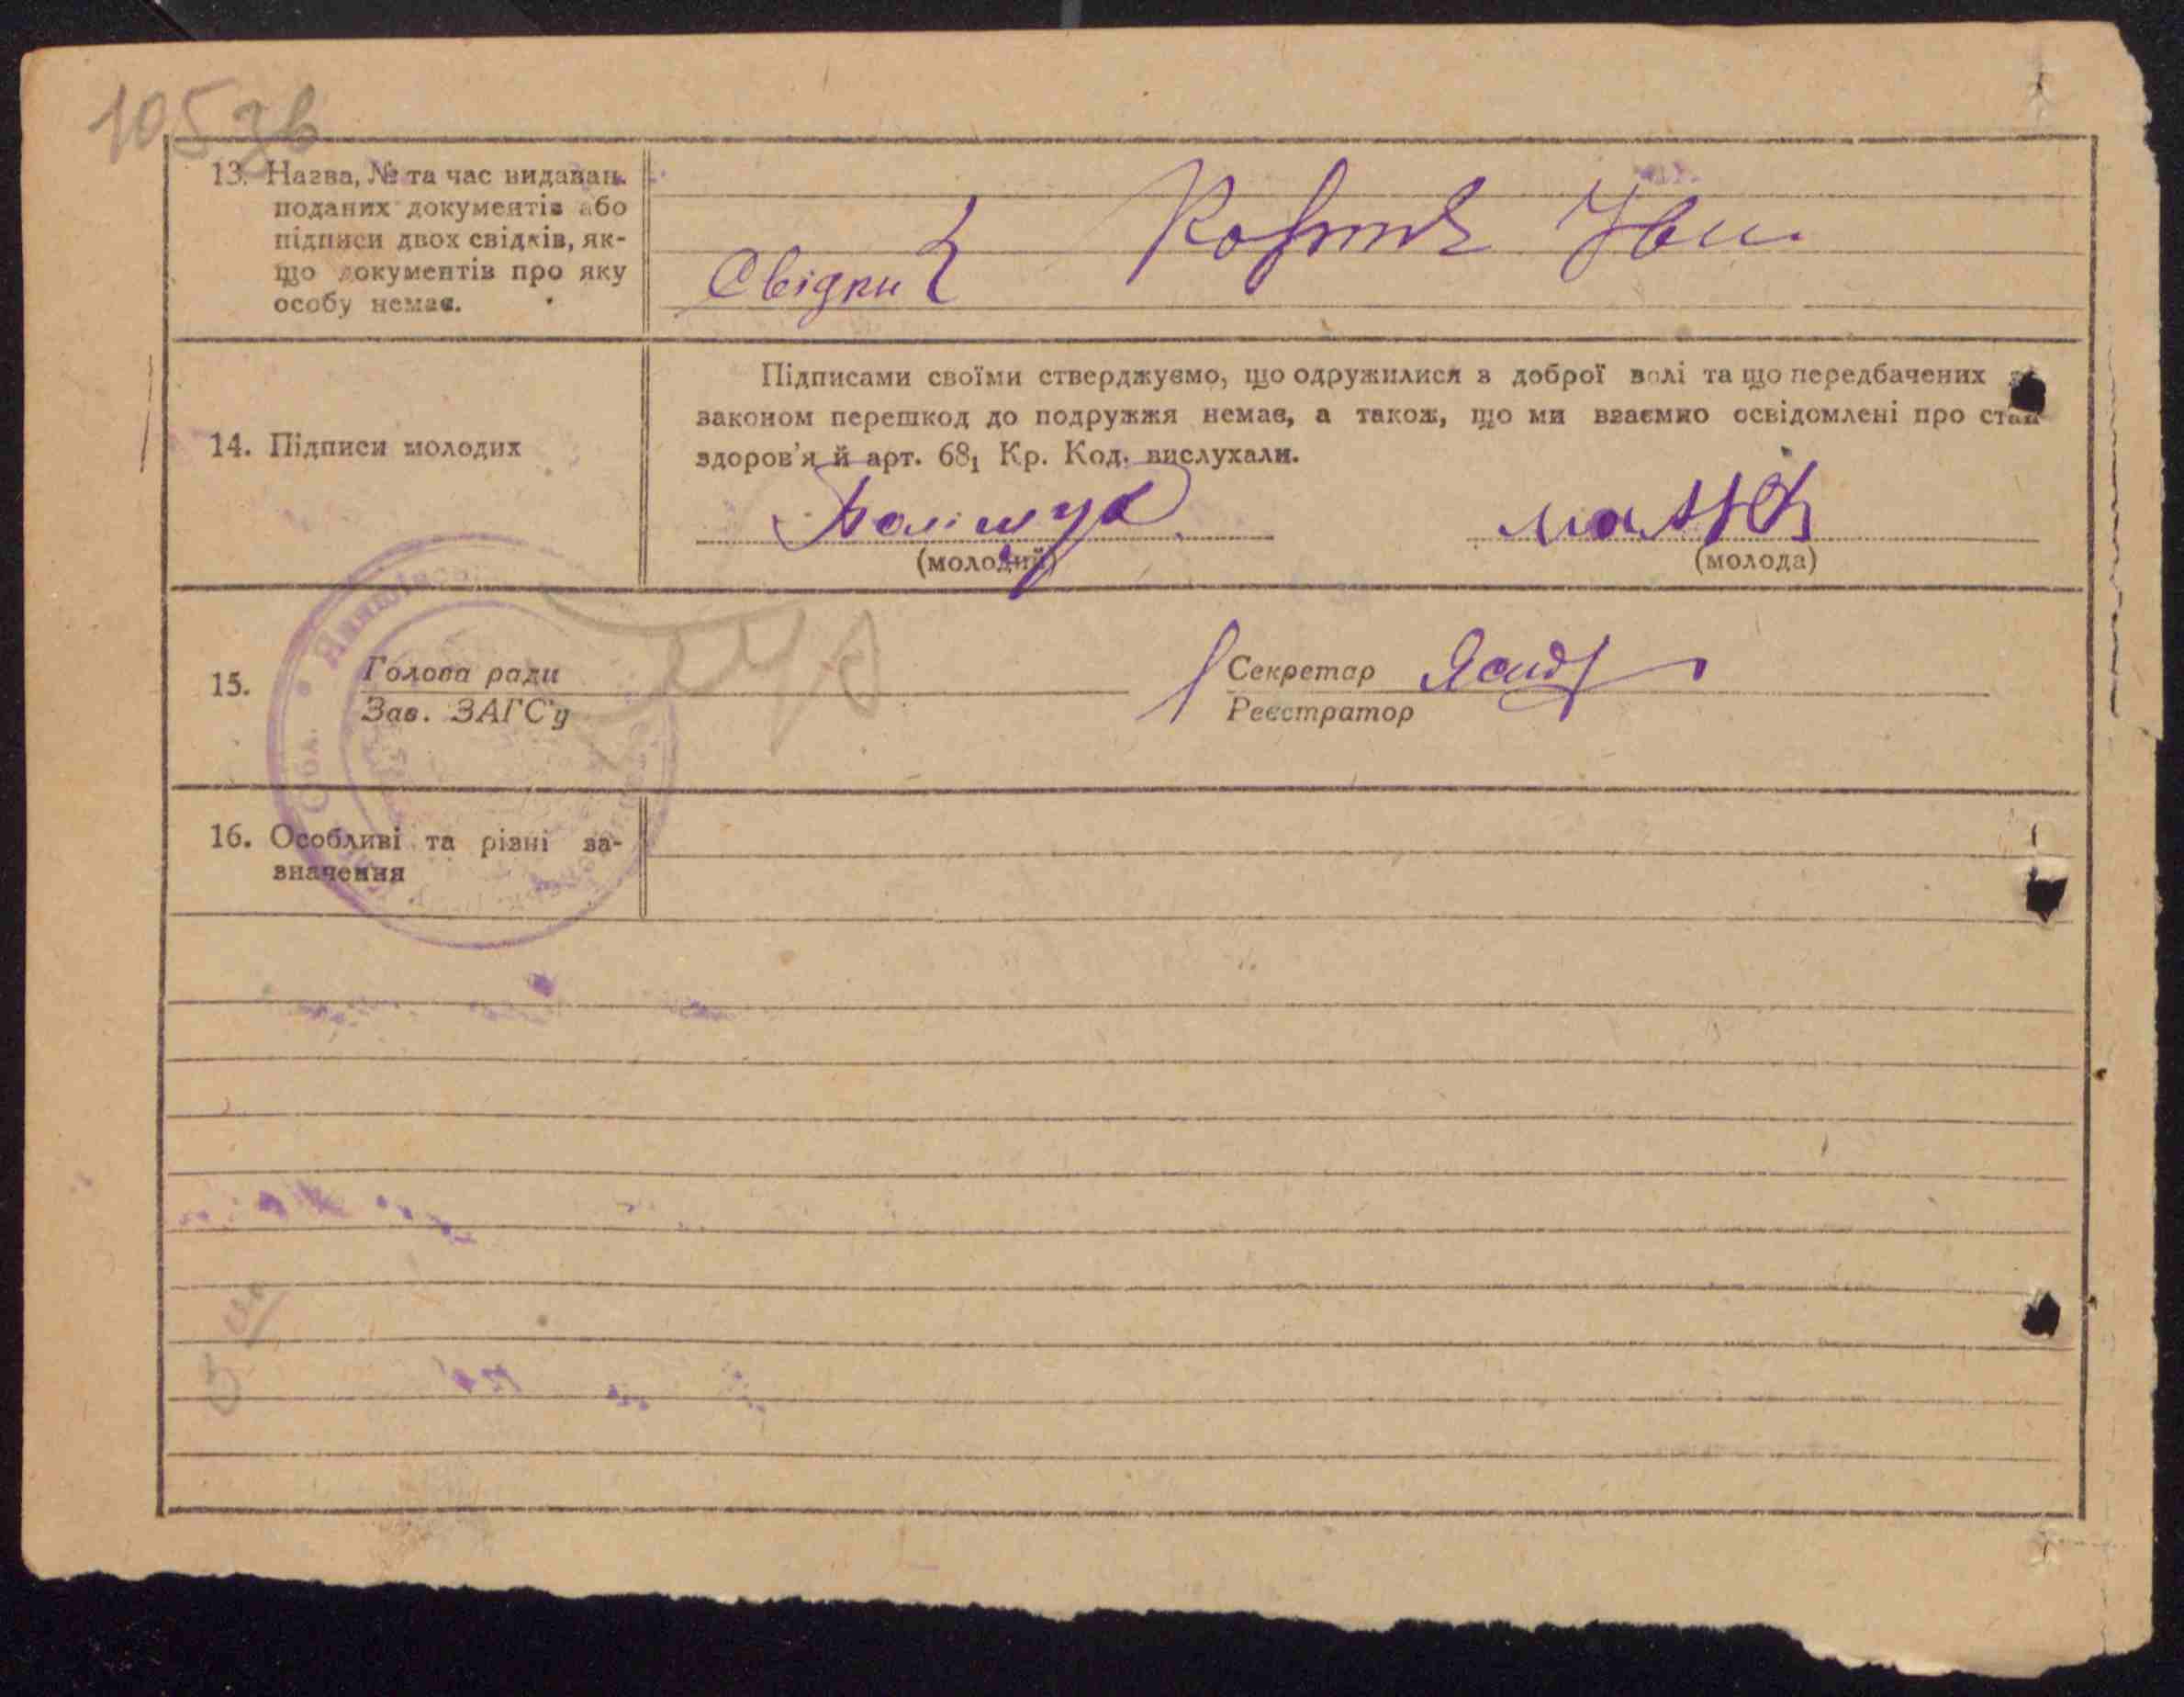 105 зв
13. Назва, № та час видаван.
поданих документів або
підписи двох свідків, як-
що документів про яку
особу немає.
Свідки
14. Підписи молодих
Підписами своїми стверджуємо, що одружилися з доброї волі та що передбачених
законом перешкод до подружжя немає, а також, що ми взаємно освідомлені про стан
здоров'я й арт. 68₁ Кр. Код. вислухали.
(молодий)
(молода)
15.
Голова ради
Зав. ЗАГС'у
Секретар
Реєстратор
16. Особливі та різні за-
значення